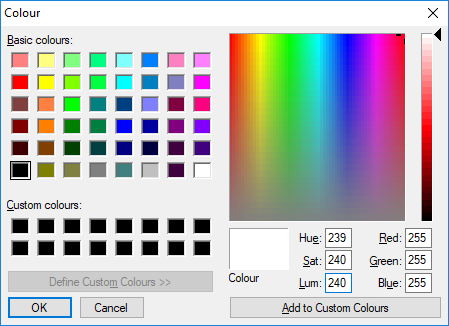 Colour
Basic colours:
Custom colours:
Define Custom Colours >>
OK
Cancel
Colour
Hue: 239
Sat: 240
Lum: 240
Red: 255
Green: 255
Blue: 255
Add to Custom Colours